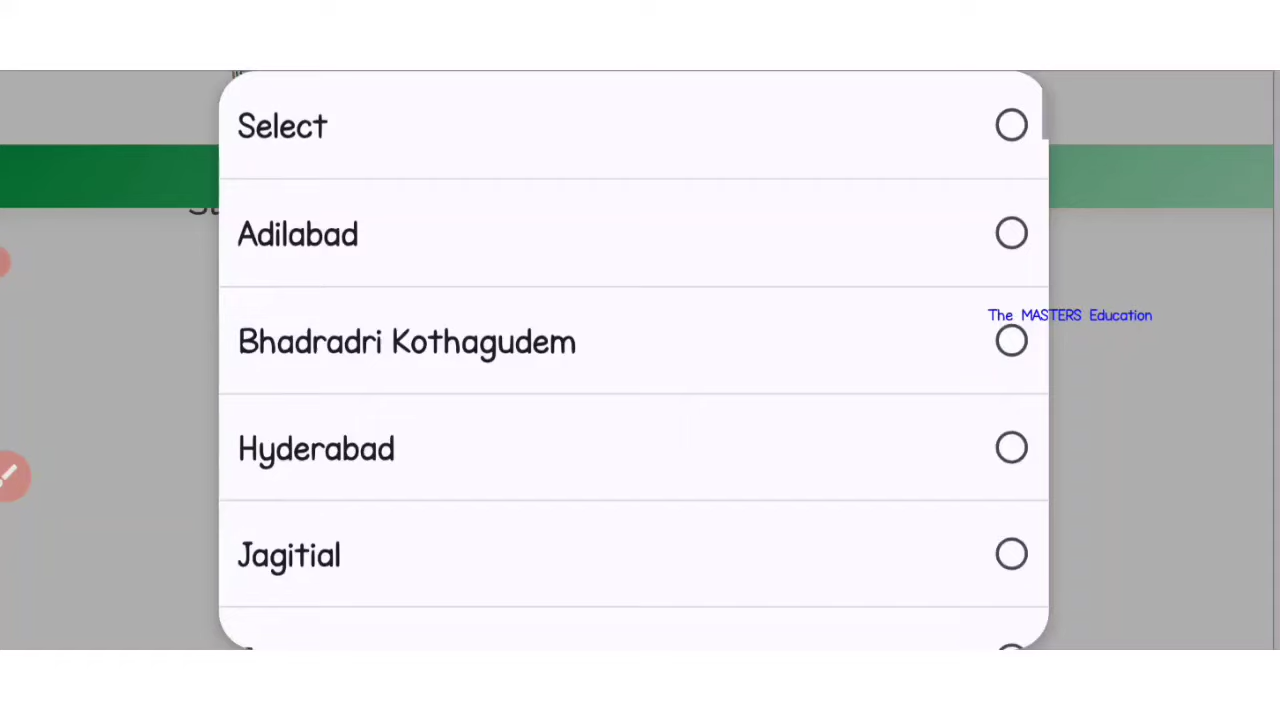 Select
Adilabad
The MASTERS Education
Bhadradri Kothagudem
Hyderabad
Jagitial